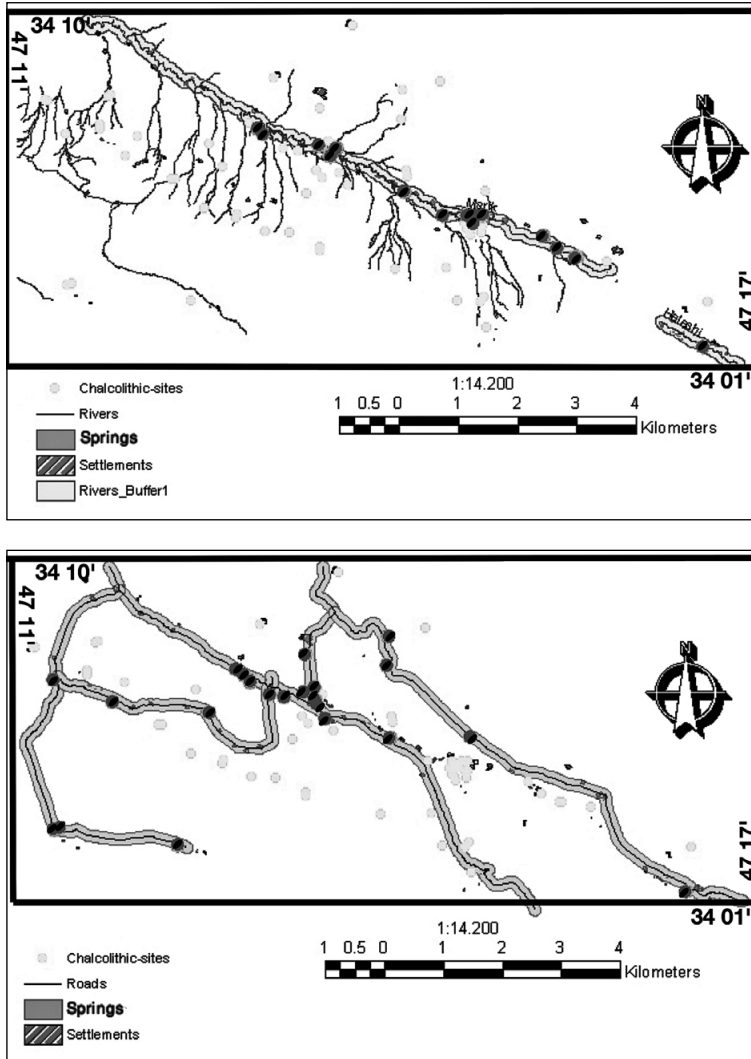 34 10'
47 11'
N
Merik
Halashi
47 17'
34 01'
Chalcolithic-sites
Rivers
Springs
Settlements
Rivers_Buffer1
1:14.200
1 0.5 0 1 2 3 4
Kilometers
34 10'
47 11'
N
47 17'
34 01'
Chalcolithic-sites
Roads
Springs
Settlements
1:14.200
1 0.5 0 1 2 3 4
Kilometers